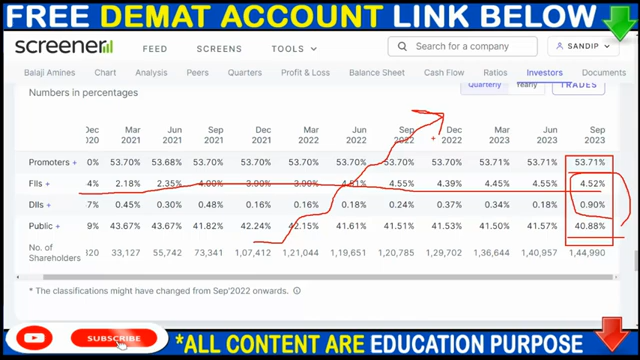 FREE DEMAT ACCOUNT LINK BELOW
screener FEED SCREENS TOOLS Search for a company SANDIP
Balaji Amines Chart Analysis Peers Quarters Profit & Loss Balance Sheet Cash Flow Ratios Investors Documents
Numbers in percentages Quarterly Yearly TRADES
Dec 2020 Mar 2021 Jun 2021 Sep 2021 Dec 2021 Mar 2022 Jun 2022 Sep 2022 Dec 2022 Mar 2023 Jun 2023 Sep 2023
Promoters + 0% 53.70% 53.68% 53.70% 53.70% 53.70% 53.70% 53.70% 53.70% 53.71% 53.71% 53.71%
FIIs + 4% 2.18% 2.35% 4.55% 4.39% 4.45% 4.55% 4.52%
DIIs + 7% 0.45% 0.30% 0.48% 0.16% 0.16% 0.18% 0.24% 0.37% 0.34% 0.18% 0.90%
Public + 9% 43.67% 43.67% 41.82% 42.24% 42.15% 41.61% 41.51% 41.53% 41.50% 41.57% 40.88%
No. of Shareholders 320 33,127 55,742 73,341 1,07,412 1,21,044 1,19,651 1,20,785 1,29,702 1,36,644 1,40,957 1,44,990
* The classifications might have changed from Sep'2022 onwards.
SUBSCRIBE *ALL CONTENT ARE EDUCATION PURPOSE